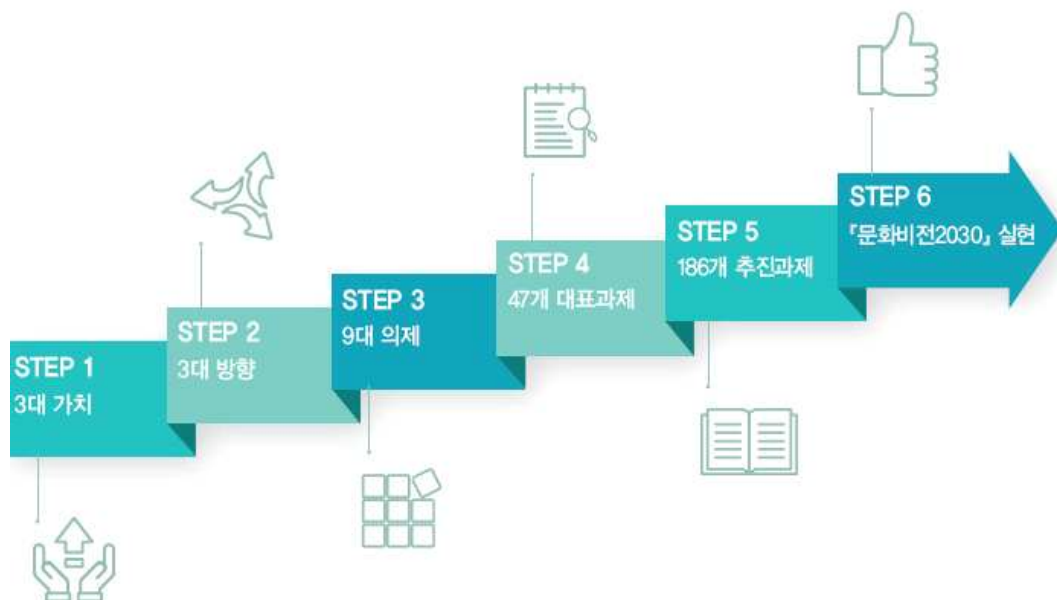 STEP 1
3대 가치
STEP 2
3대 방향
STEP 3
9대 의제
STEP 4
47개 대표과제
STEP 5
186개 추진과제
STEP 6
『문화비전2030』 실현